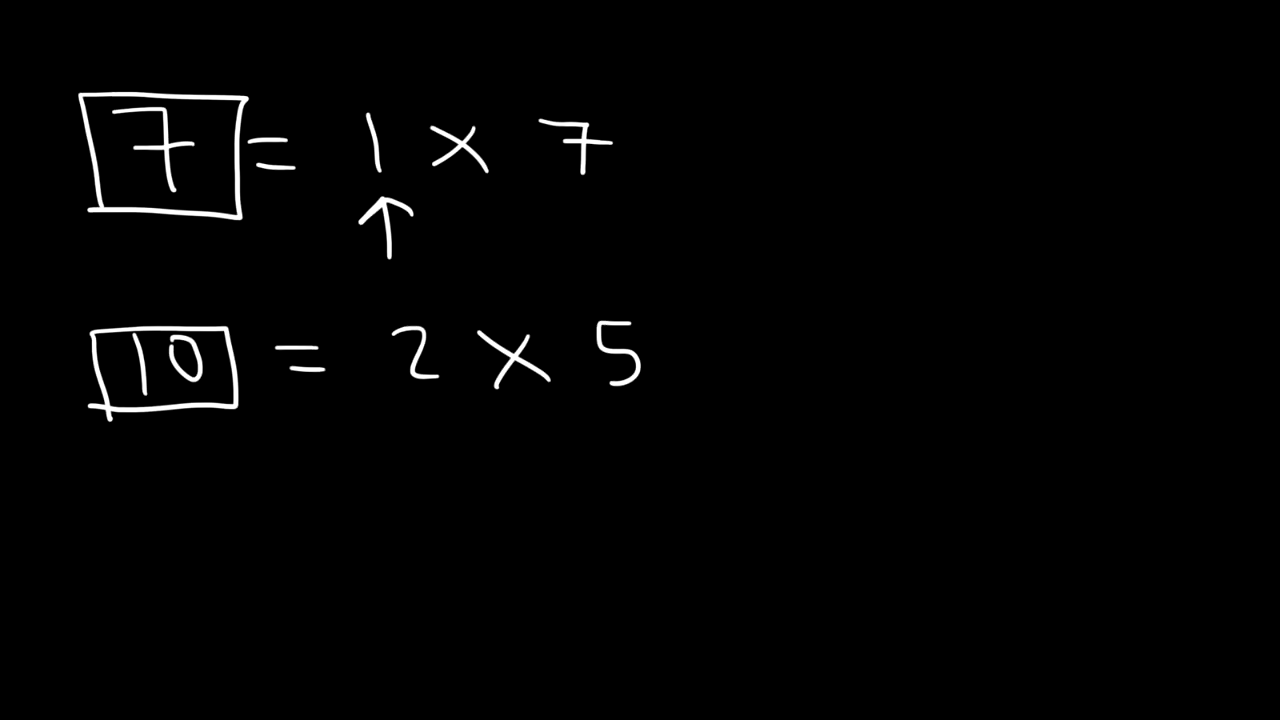 7 = 1 × 7
10 = 2 × 5